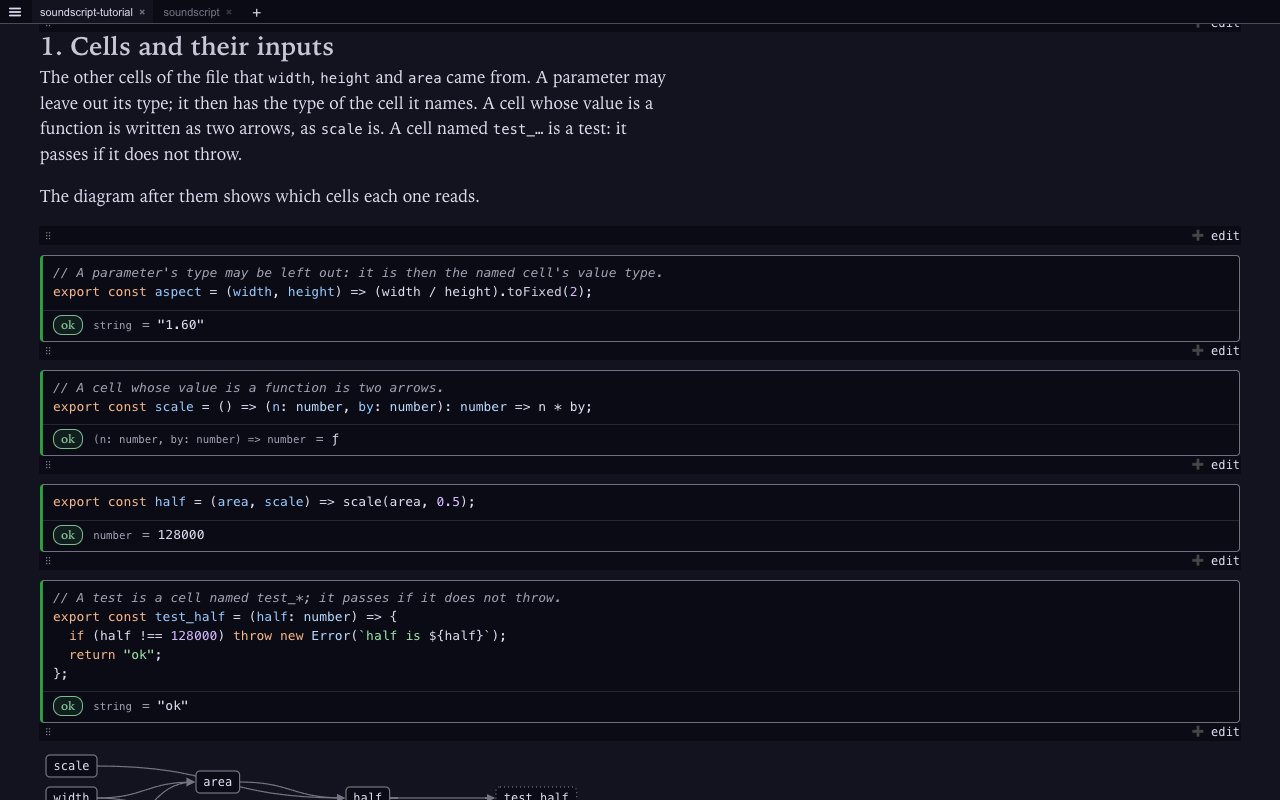 soundscript-tutorial × soundscript × +
edit
1. Cells and their inputs
The other cells of the file that width, height and area came from. A parameter may
leave out its type; it then has the type of the cell it names. A cell whose value is a
function is written as two arrows, as scale is. A cell named test_… is a test: it
passes if it does not throw.
The diagram after them shows which cells each one reads.
+ edit
// A parameter's type may be left out: it is then the named cell's value type.
export const aspect = (width, height) => (width / height).toFixed(2);
ok string = "1.60"
+ edit
// A cell whose value is a function is two arrows.
export const scale = () => (n: number, by: number): number => n * by;
ok (n: number, by: number) => number = ƒ
+ edit
export const half = (area, scale) => scale(area, 0.5);
ok number = 128000
+ edit
// A test is a cell named test_*; it passes if it does not throw.
export const test_half = (half: number) => {
  if (half !== 128000) throw new Error(`half is ${half}`);
  return "ok";
};
ok string = "ok"
+ edit
scale
area
width
half
test_half